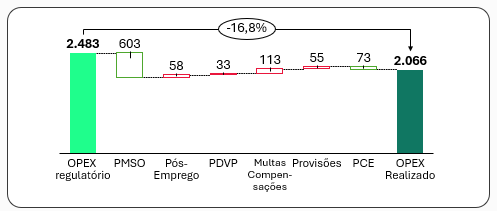 -16,8%
2.483
603
58
33
113
55
73
2.066
OPEX
regulatório
PMSO
Pós-
Emprego
PDVP
Multas
Compen-
sações
Provisões
PCE
OPEX
Realizado